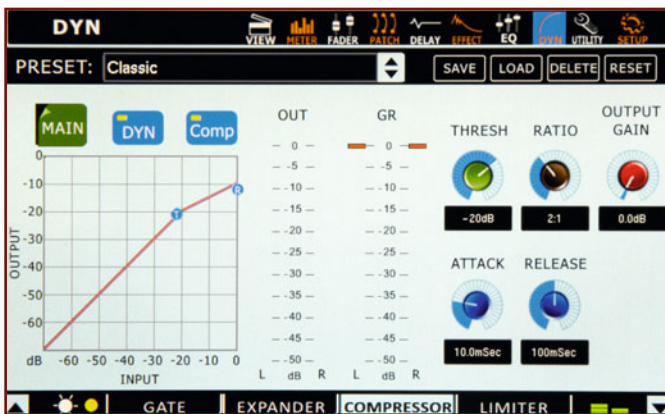 DYN
VIEW METER FADER PATCH DELAY EFFECT EQ DYN UTILITY SETUP
PRESET: Classic SAVE LOAD DELETE RESET
MAIN DYN Comp
OUT GR
THRESH RATIO OUTPUT GAIN
-20dB 2:1 0.0dB
ATTACK RELEASE
10.0mSec 100mSec
OUTPUT
0
-10
-20
-30
-40
-50
-60
T R
dB -70 -60 -50 -40 -30 -20 -10 0
INPUT
— 0 — — 0 —
— -5 — — -5 —
— -10 — — -10 —
— -15 — — -15 —
— -20 — — -20 —
— -25 — — -25 —
— -30 — — -30 —
— -35 — — -35 —
— -40 — — -40 —
— -45 — — -45 —
— -50 — — -50 —
L dB R L dB R
GATE EXPANDER COMPRESSOR LIMITER